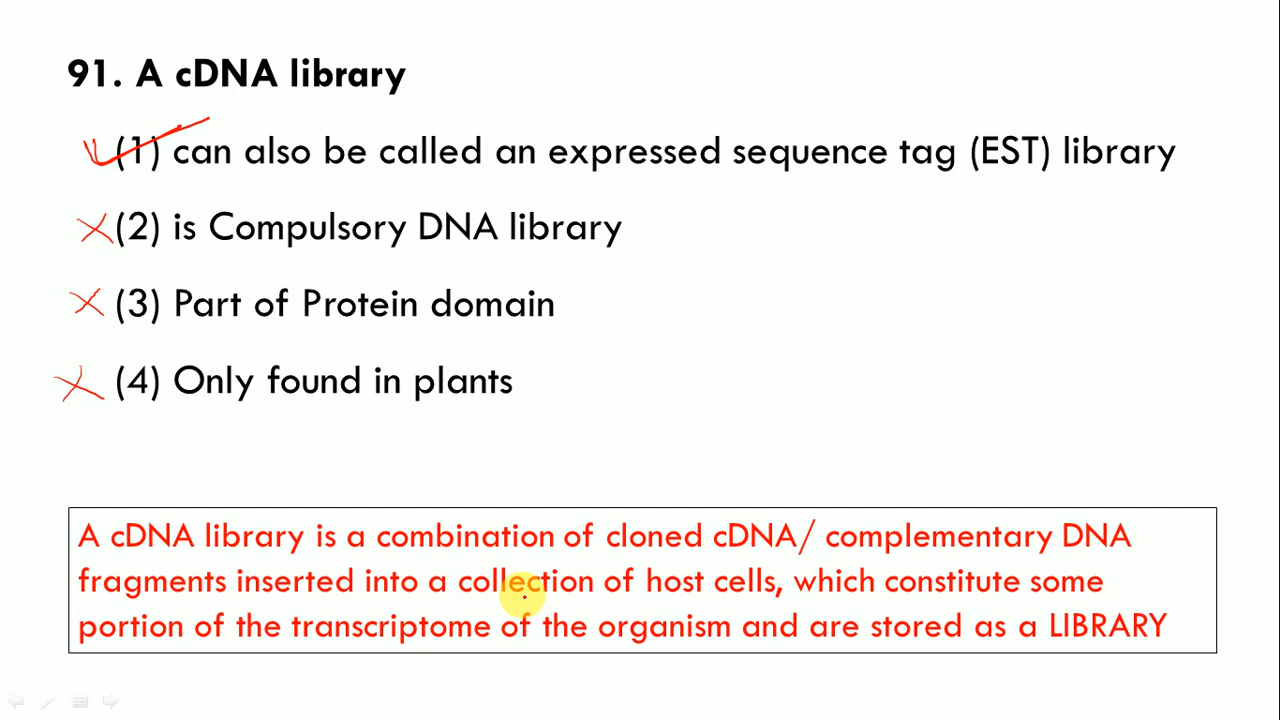 91. A cDNA library
(1) can also be called an expressed sequence tag (EST) library
(2) is Compulsory DNA library
(3) Part of Protein domain
(4) Only found in plants
A cDNA library is a combination of cloned cDNA/ complementary DNA
fragments inserted into a collection of host cells, which constitute some
portion of the transcriptome of the organism and are stored as a LIBRARY